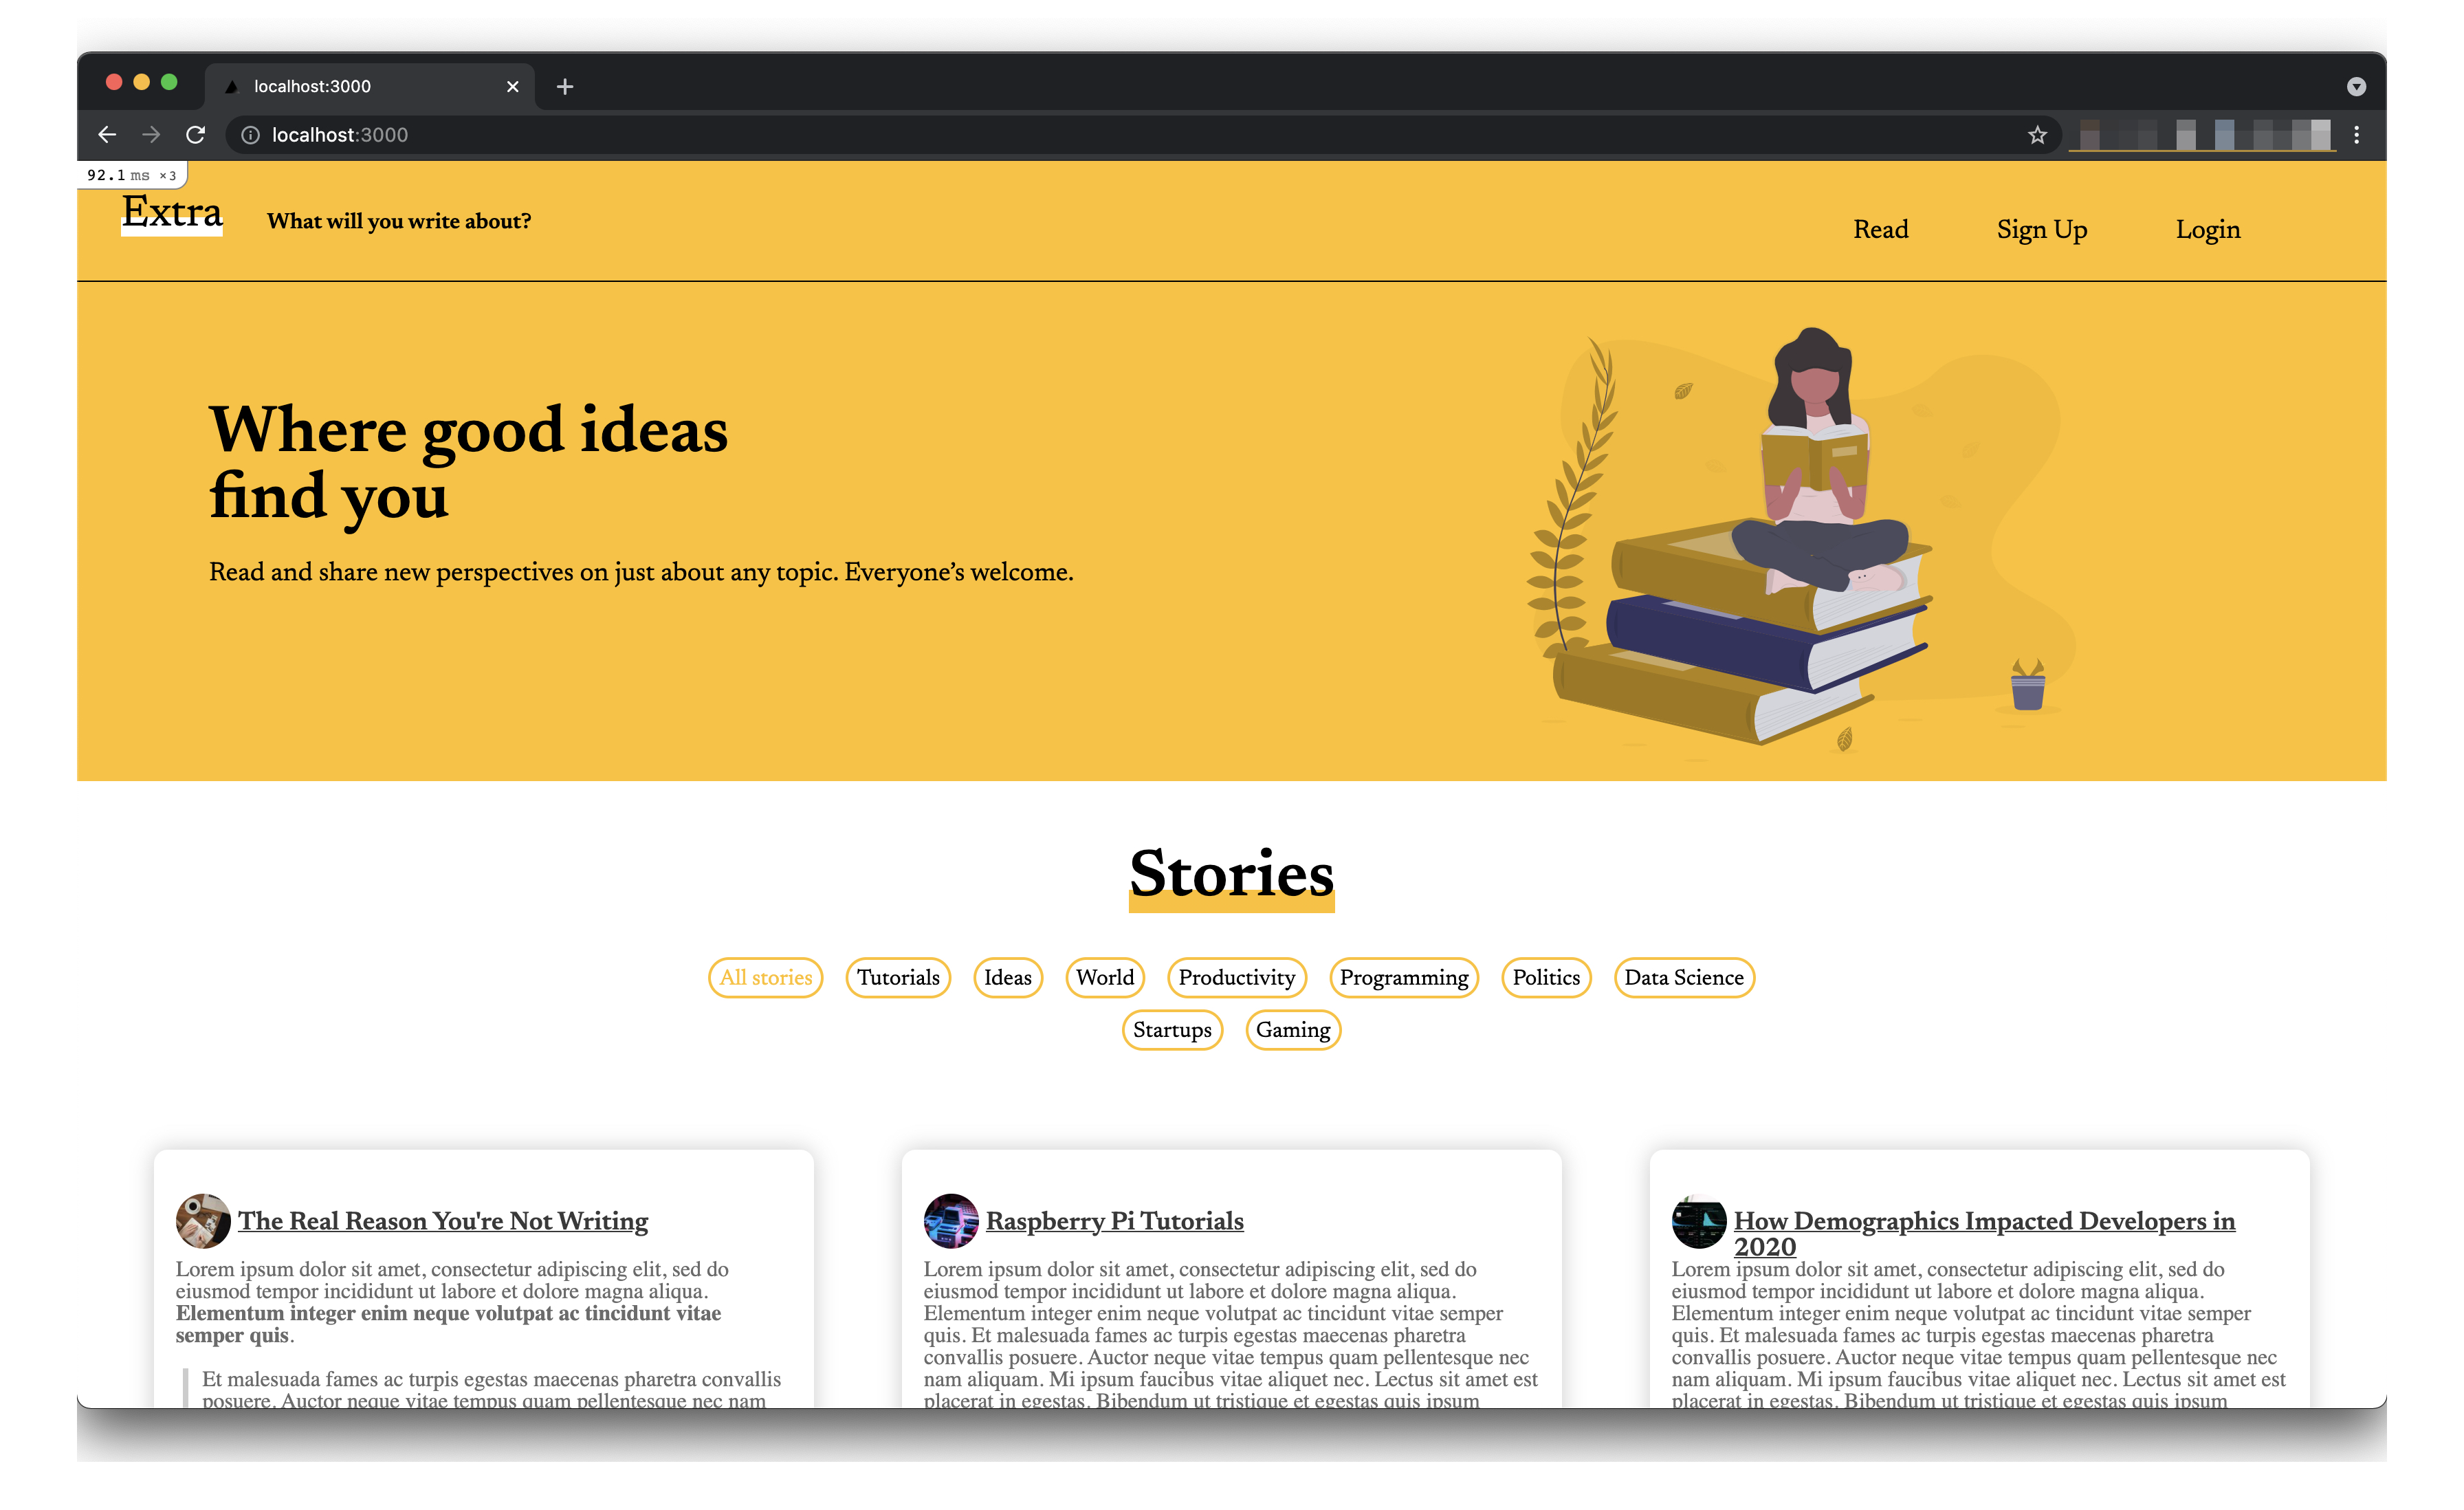 localhost:3000
localhost:3000
92.1 ms ×3
Extra What will you write about? Read Sign Up Login
Where good ideas
find you
Read and share new perspectives on just about any topic. Everyone’s welcome.
Stories
All stories Tutorials Ideas World Productivity Programming Politics Data Science
Startups Gaming
The Real Reason You're Not Writing
Lorem ipsum dolor sit amet, consectetur adipiscing elit, sed do
eiusmod tempor incididunt ut labore et dolore magna aliqua.
Elementum integer enim neque volutpat ac tincidunt vitae
semper quis.
Et malesuada fames ac turpis egestas maecenas pharetra convallis
posuere. Auctor neque vitae tempus quam pellentesque nec nam
Raspberry Pi Tutorials
Lorem ipsum dolor sit amet, consectetur adipiscing elit, sed do
eiusmod tempor incididunt ut labore et dolore magna aliqua.
Elementum integer enim neque volutpat ac tincidunt vitae semper
quis. Et malesuada fames ac turpis egestas maecenas pharetra
convallis posuere. Auctor neque vitae tempus quam pellentesque nec
nam aliquam. Mi ipsum faucibus vitae aliquet nec. Lectus sit amet est
placerat in egestas. Bibendum ut tristique et egestas quis ipsum
How Demographics Impacted Developers in
2020
Lorem ipsum dolor sit amet, consectetur adipiscing elit, sed do
eiusmod tempor incididunt ut labore et dolore magna aliqua.
Elementum integer enim neque volutpat ac tincidunt vitae semper
quis. Et malesuada fames ac turpis egestas maecenas pharetra
convallis posuere. Auctor neque vitae tempus quam pellentesque nec
nam aliquam. Mi ipsum faucibus vitae aliquet nec. Lectus sit amet est
placerat in egestas. Bibendum ut tristique et egestas quis ipsum